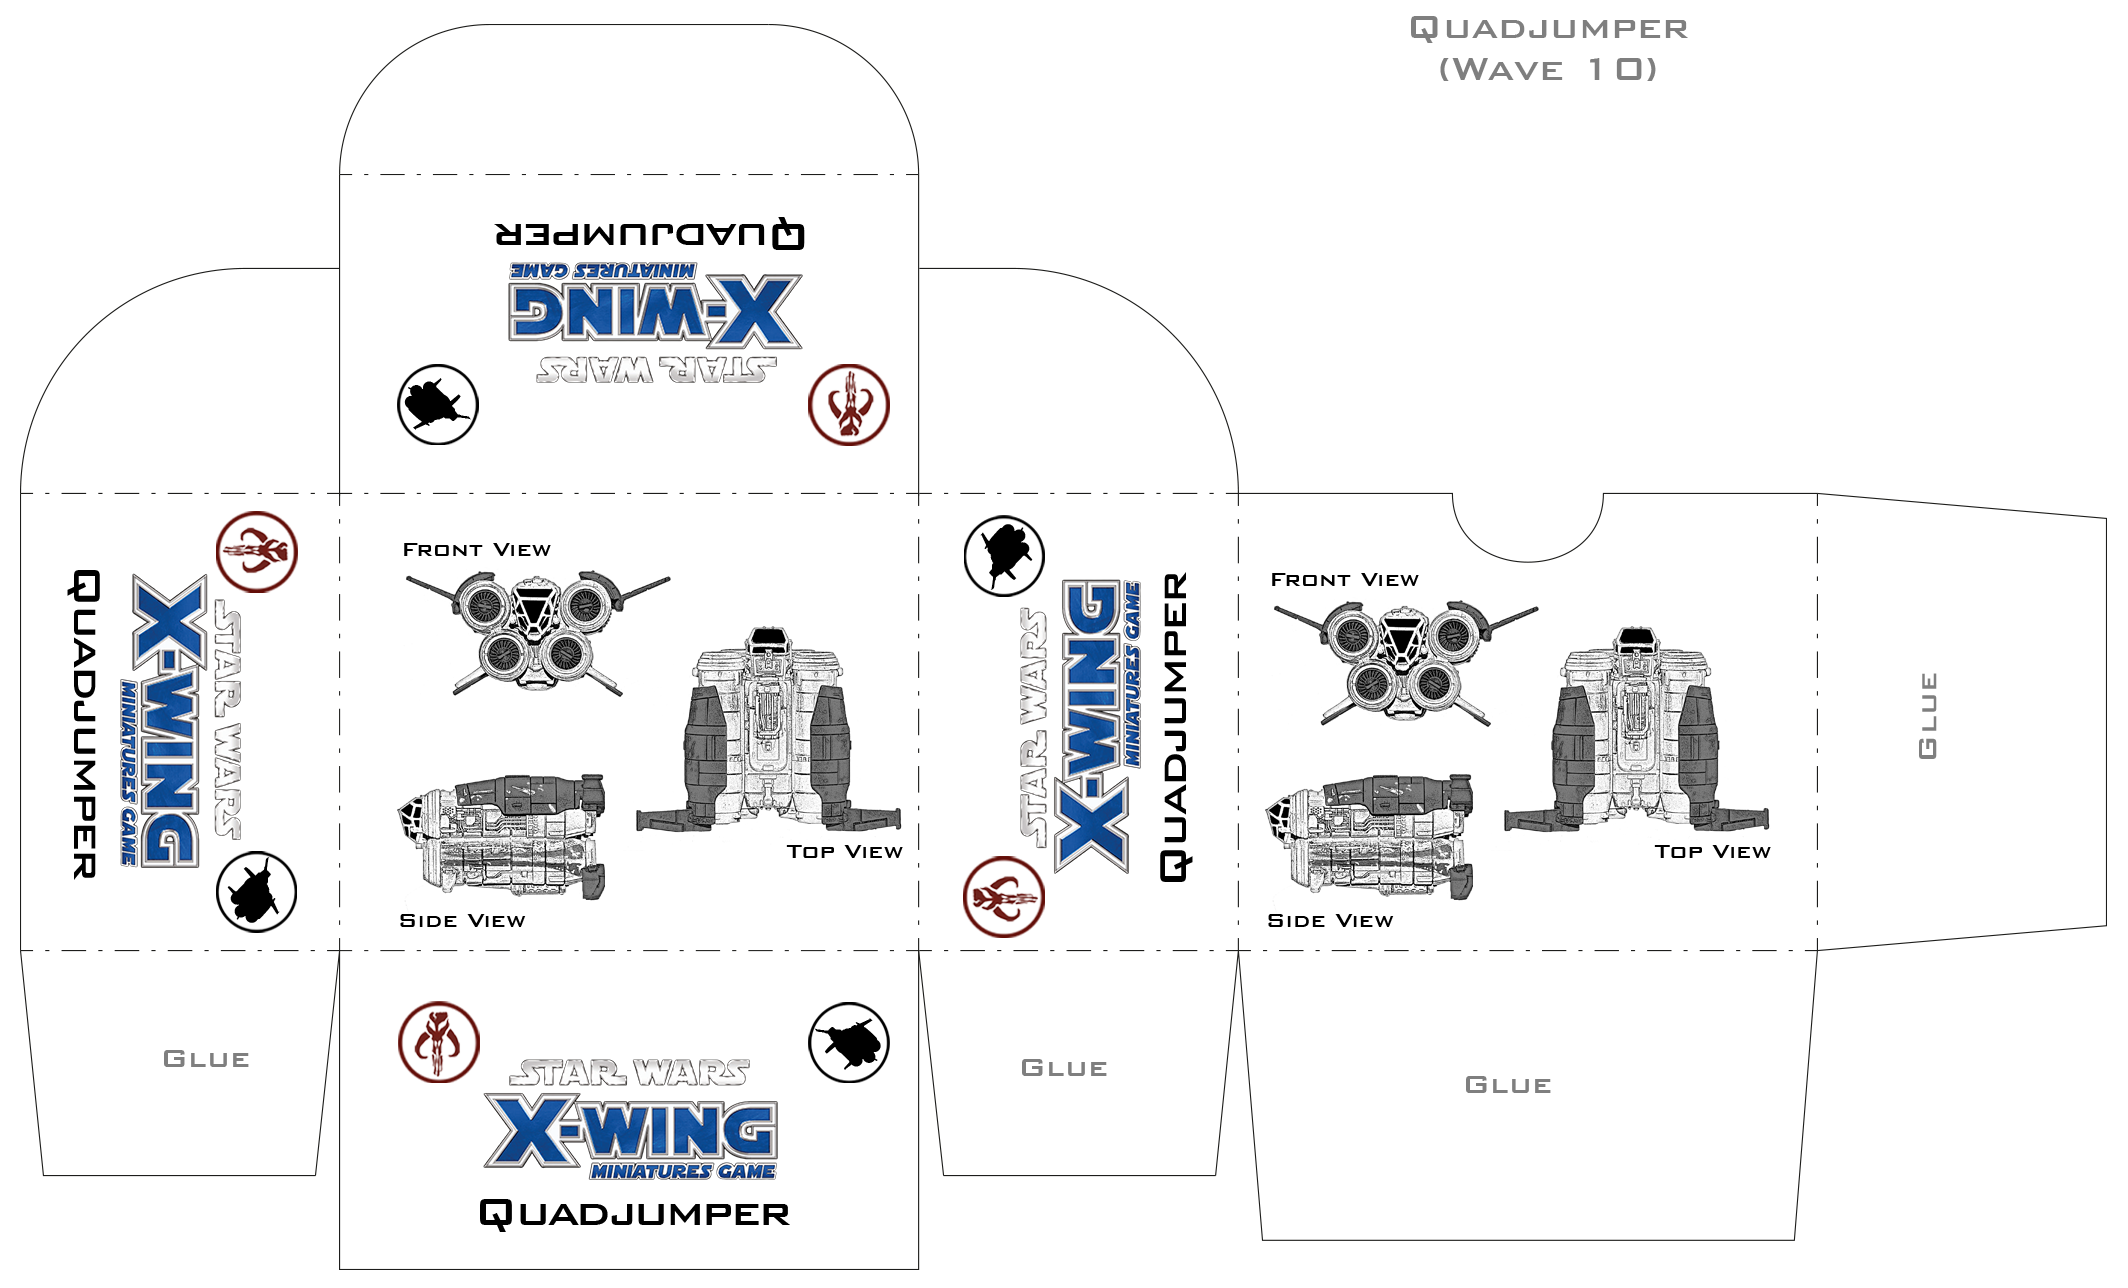 QUADJUMPER
(WAVE 10)
QUADJUMPER
MINIATURES GAME
X-WING
STAR WARS
STAR WARS
X-WING
MINIATURES GAME
QUADJUMPER
FRONT VIEW
TOP VIEW
SIDE VIEW
STAR WARS
X-WING
MINIATURES GAME
QUADJUMPER
FRONT VIEW
TOP VIEW
SIDE VIEW
GLUE
GLUE
STAR WARS
X-WING
MINIATURES GAME
QUADJUMPER
GLUE
GLUE